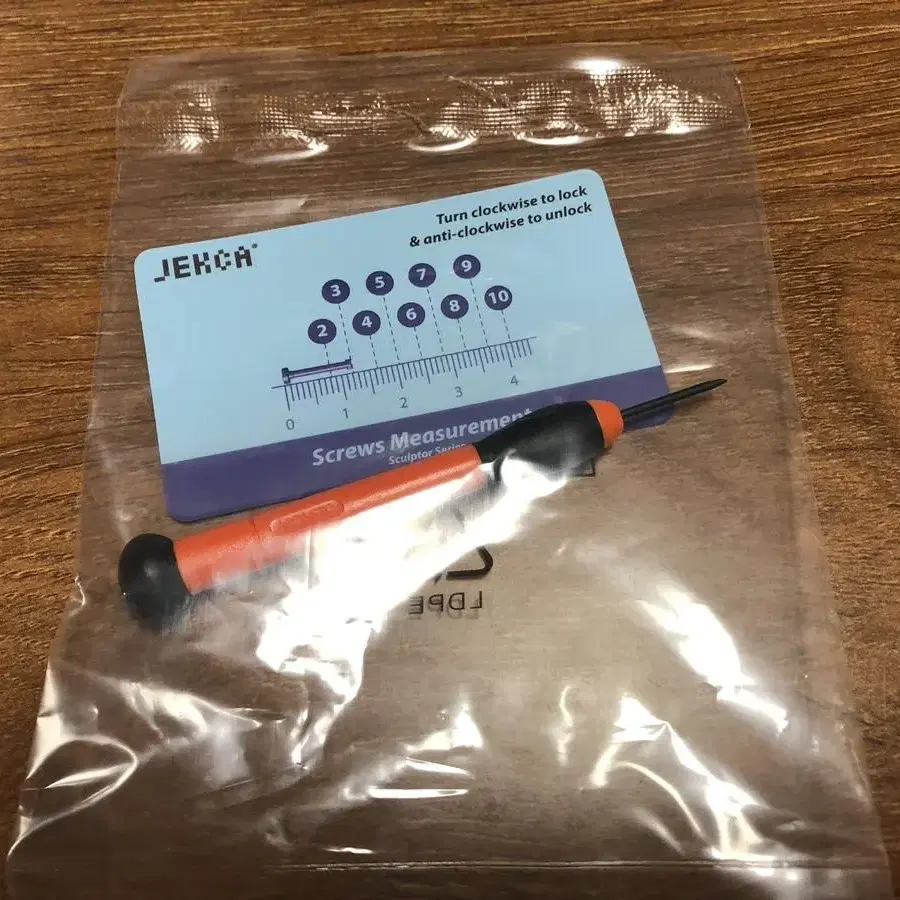 Turn clockwise to lock
& anti-clockwise to unlock
JEKCA®
3 5 7 9
2 4 6 8 10
0 1 2 3 4
Screws Measurement
Sculptor Series
LDPE